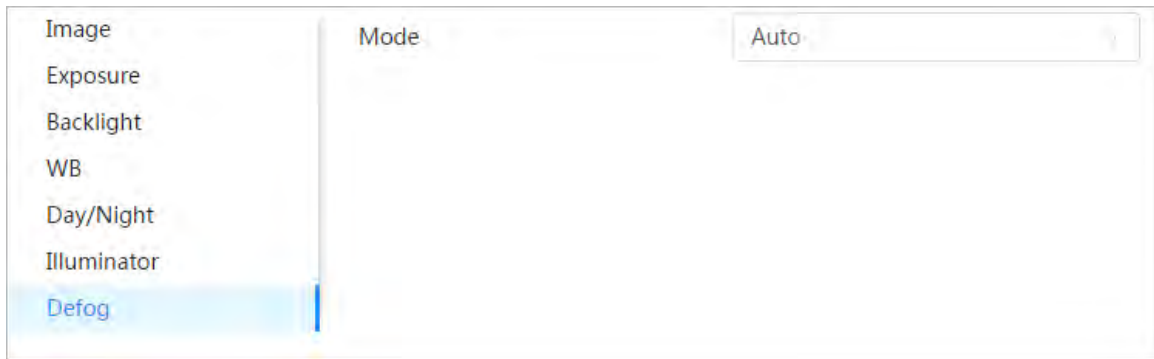 Image
Mode Auto
Exposure
Backlight
WB
Day/Night
Illuminator
Defog